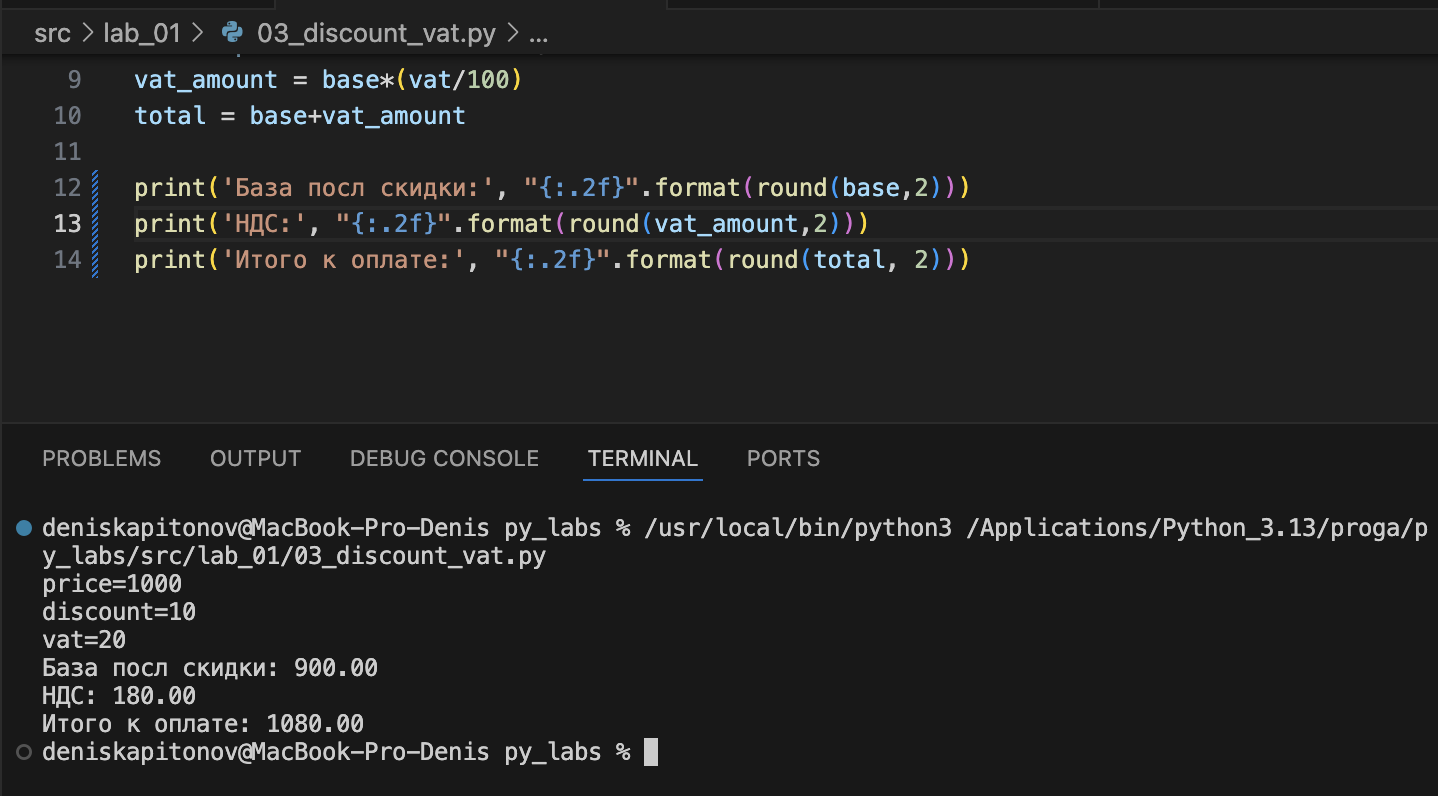 src > lab_01 > 03_discount_vat.py > ...
9 vat_amount = base*(vat/100)
10 total = base+vat_amount
11
12 print('База посл скидки:', "{:.2f}".format(round(base,2)))
13 print('НДС:', "{:.2f}".format(round(vat_amount,2)))
14 print('Итого к оплате:', "{:.2f}".format(round(total, 2)))
PROBLEMS OUTPUT DEBUG CONSOLE TERMINAL PORTS
deniskapitonov@MacBook-Pro-Denis py_labs % /usr/local/bin/python3 /Applications/Python_3.13/proga/p
y_labs/src/lab_01/03_discount_vat.py
price=1000
discount=10
vat=20
База посл скидки: 900.00
НДС: 180.00
Итого к оплате: 1080.00
deniskapitonov@MacBook-Pro-Denis py_labs %